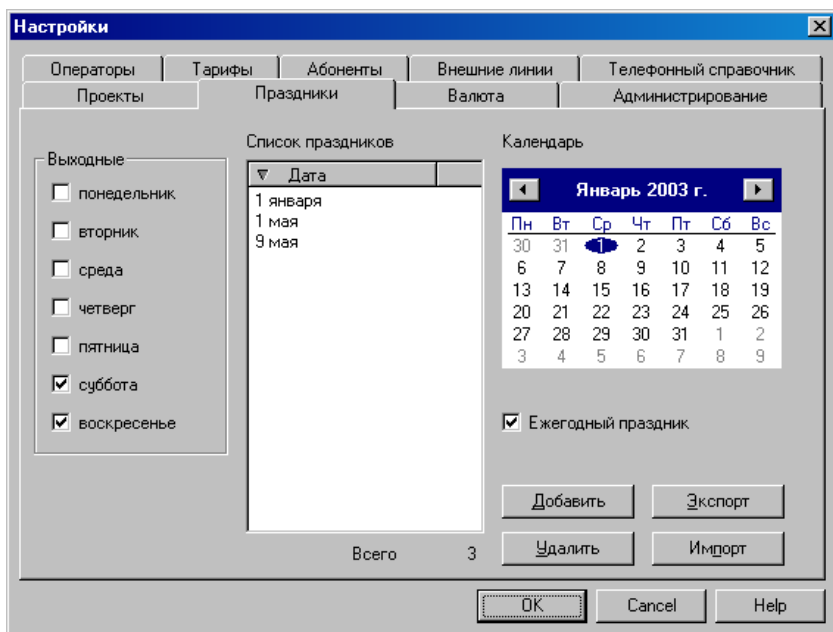 Настройки
Операторы Тарифы Абоненты Внешние линии Телефонный справочник
Проекты Праздники Валюта Администрирование
Выходные
понедельник
вторник
среда
четверг
пятница
суббота
воскресенье
Список праздников
Дата
1 января
1 мая
9 мая
Всего 3
Календарь
Январь 2003 г.
Пн Вт Ср Чт Пт Сб Вс
30 31 1 2 3 4 5
6 7 8 9 10 11 12
13 14 15 16 17 18 19
20 21 22 23 24 25 26
27 28 29 30 31 1 2
3 4 5 6 7 8 9
Ежегодный праздник
Добавить Экспорт
Удалить Импорт
OK Cancel Help